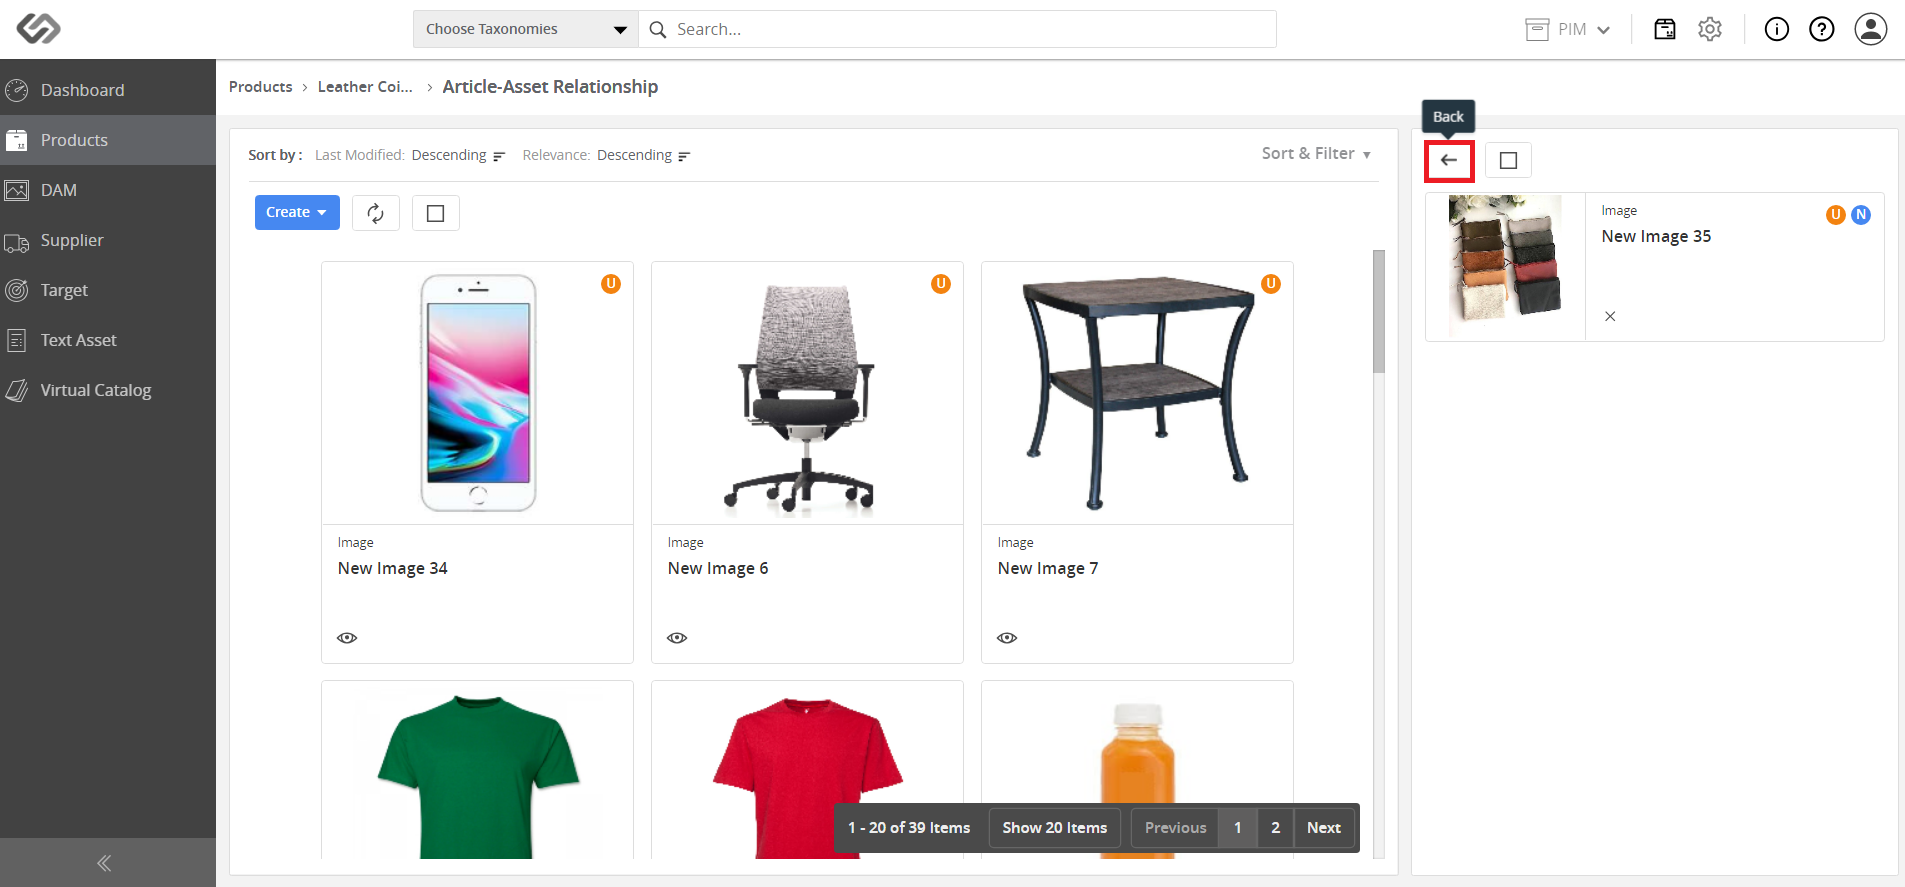 Choose Taxonomies
Search...
PIM
Dashboard
Products
DAM
Supplier
Target
Text Asset
Virtual Catalog
Products › Leather Coi... › Article-Asset Relationship
Sort by : Last Modified: Descending Relevance: Descending
Sort & Filter
Create
U
Image
New Image 34
U
Image
New Image 6
U
Image
New Image 7
1 - 20 of 39 Items Show 20 Items Previous 1 2 Next
Back
Image
U N
New Image 35